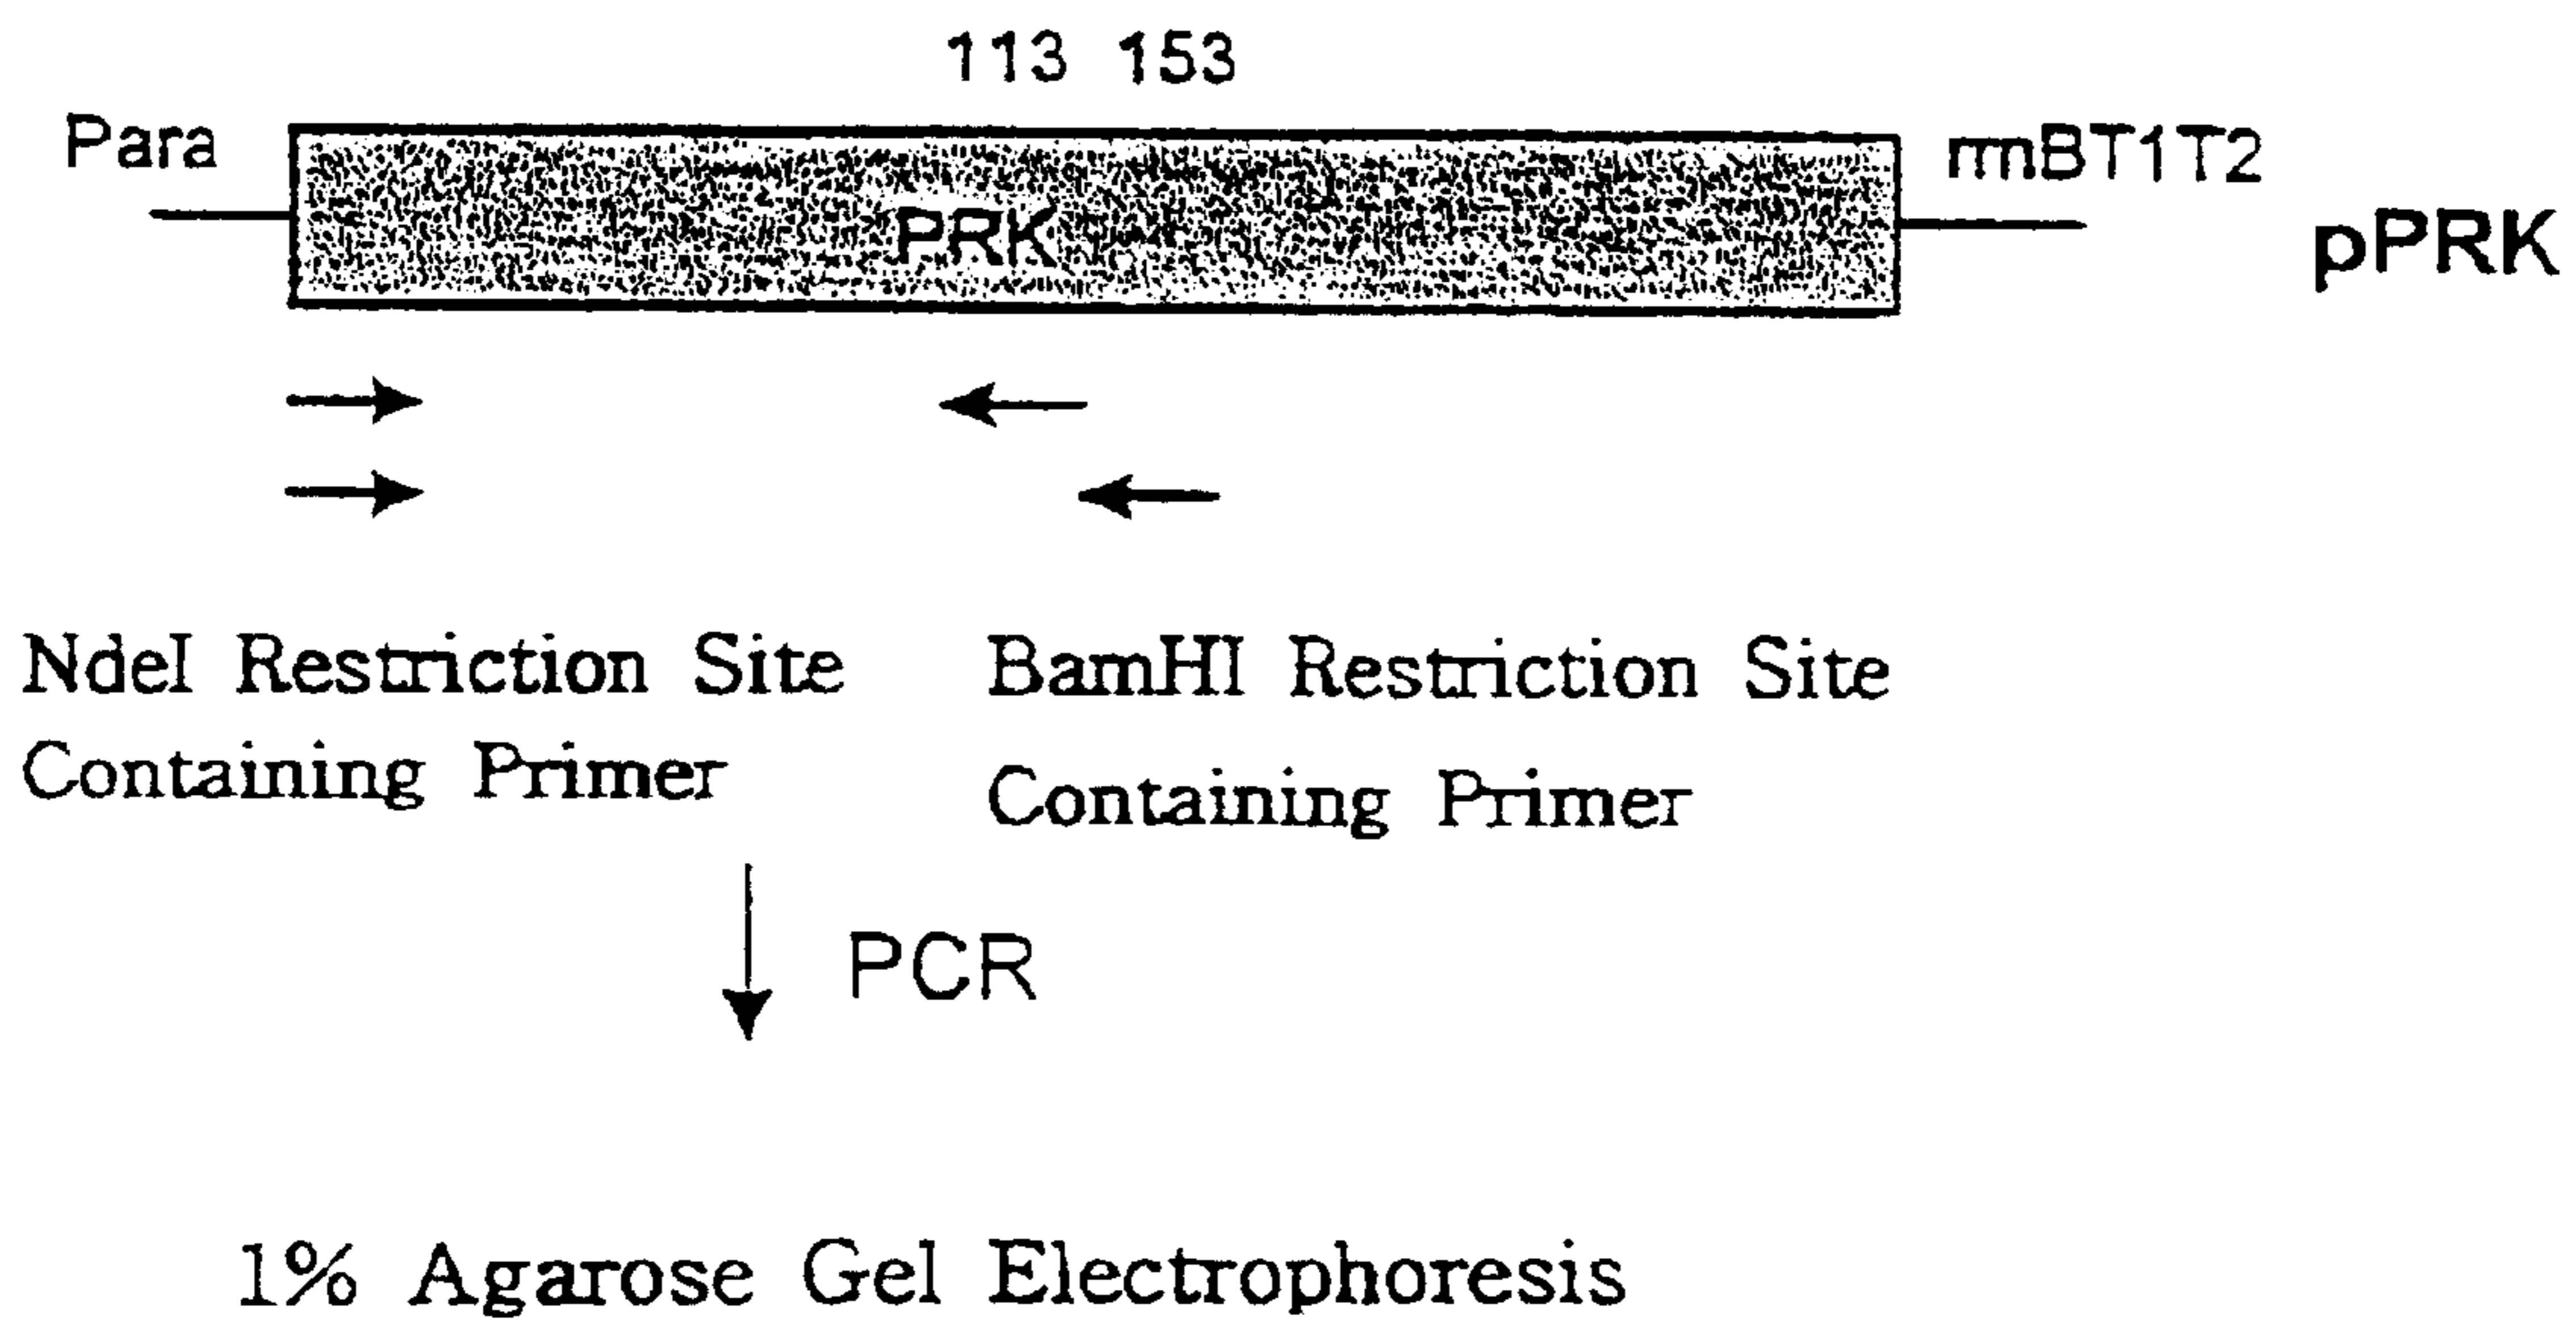 113 153
Para
PRK
rrnBT1T2
pPRK
NdeI Restriction Site
Containing Primer
BamHI Restriction Site
Containing Primer
PCR
1% Agarose Gel Electrophoresis